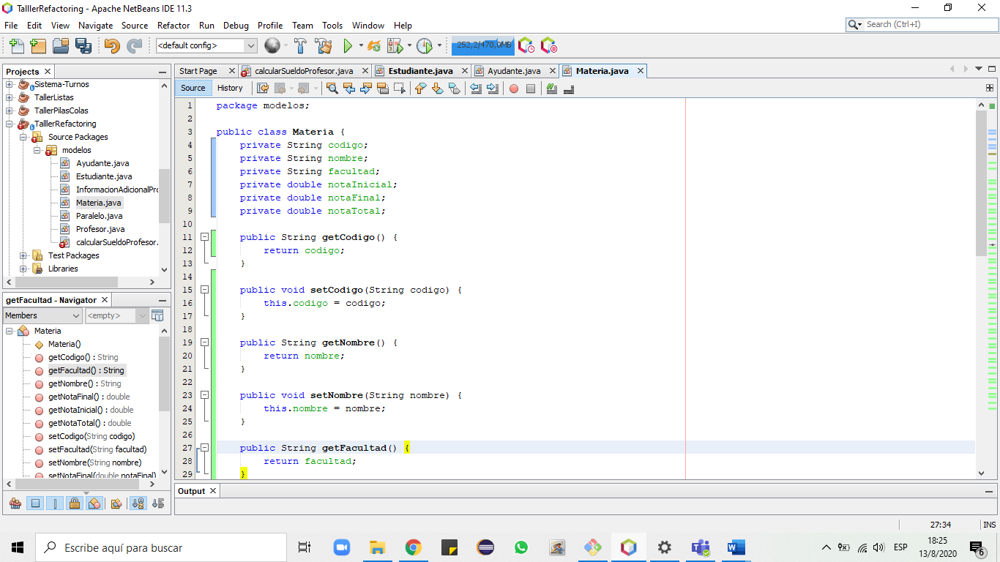 TalllerRefactoring - Apache NetBeans IDE 11.3
File Edit View Navigate Source Refactor Run Debug Profile Team Tools Window Help
Search (Ctrl+I)
<default config>
252,2/470,0MB
Projects
Start Page
calcularSueldoProfesor.java
Estudiante.java
Ayudante.java
Materia.java
Source
History
Sistema-Turnos
TallerListas
TallerPilasColas
TalllerRefactoring
Source Packages
modelos
Ayudante.java
Estudiante.java
InformacionAdicionalPro
Materia.java
Paralelo.java
Profesor.java
calcularSueldoProfesor.
Test Packages
Libraries
getFacultad - Navigator
Members
<empty>
Materia
Materia()
getCodigo() : String
getFacultad() : String
getNombre() : String
getNotaFinal() : double
getNotaInicial() : double
getNotaTotal() : double
setCodigo(String codigo)
setFacultad(String facultad)
setNombre(String nombre)
setNotaFinal(double notaFinal)
1 package modelos;
2
3 public class Materia {
4 private String codigo;
5 private String nombre;
6 private String facultad;
7 private double notaInicial;
8 private double notaFinal;
9 private double notaTotal;
10
11 public String getCodigo() {
12 return codigo;
13 }
14
15 public void setCodigo(String codigo) {
16 this.codigo = codigo;
17 }
18
19 public String getNombre() {
20 return nombre;
21 }
22
23 public void setNombre(String nombre) {
24 this.nombre = nombre;
25 }
26
27 public String getFacultad() {
28 return facultad;
29 }
Output
27:34 INS
Escribe aquí para buscar
ESP
18:25
13/8/2020
6